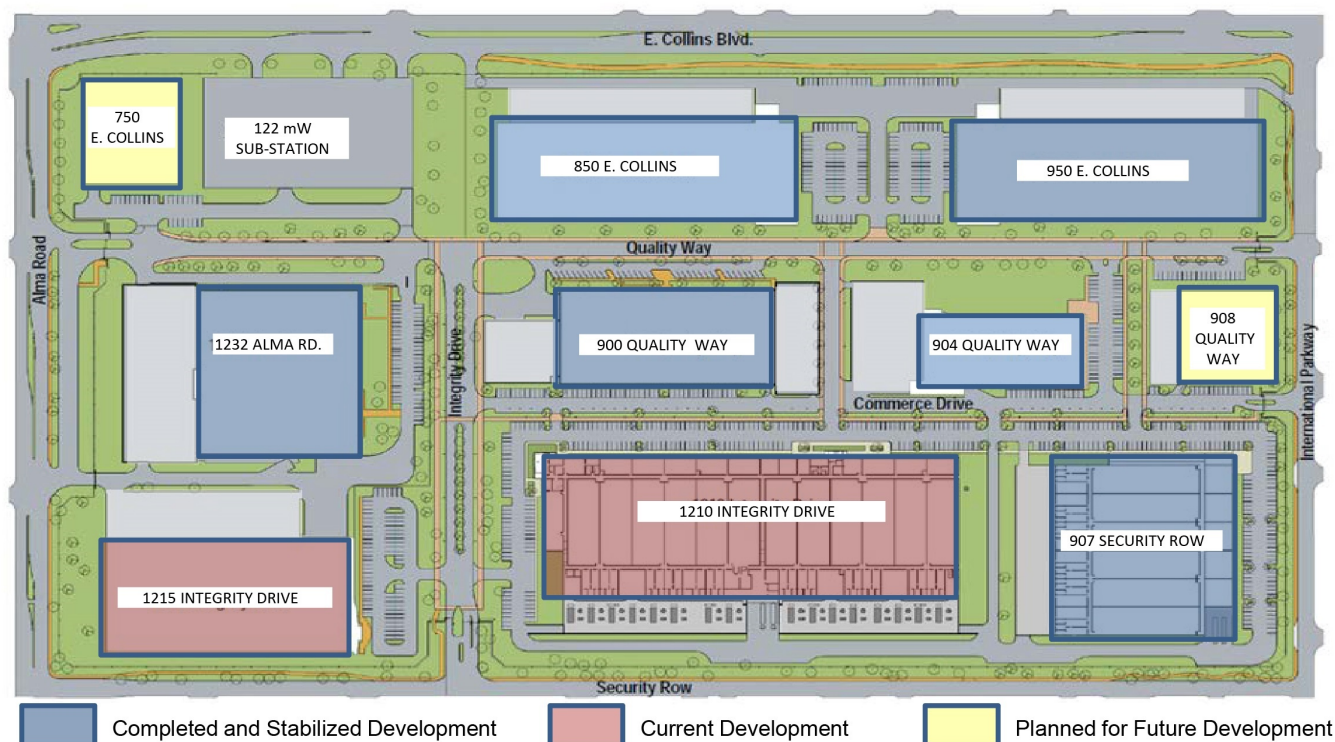 E. Collins Blvd.
750
E. COLLINS
122 mW
SUB-STATION
850 E. COLLINS
950 E. COLLINS
Alma Road
Quality Way
1232 ALMA RD.
Integrity Drive
900 QUALITY WAY
904 QUALITY WAY
908
QUALITY
WAY
International Parkway
Commerce Drive
1210 INTEGRITY DRIVE
907 SECURITY ROW
1215 INTEGRITY DRIVE
Security Row
Completed and Stabilized Development
Current Development
Planned for Future Development